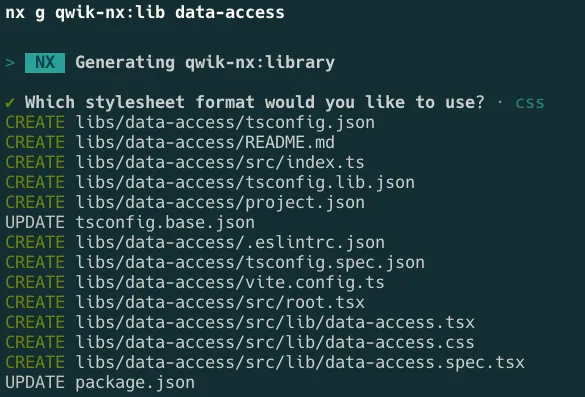 nx g qwik-nx:lib data-access
> NX Generating qwik-nx:library
✔ Which stylesheet format would you like to use? · css
CREATE libs/data-access/tsconfig.json
CREATE libs/data-access/README.md
CREATE libs/data-access/src/index.ts
CREATE libs/data-access/tsconfig.lib.json
CREATE libs/data-access/project.json
UPDATE tsconfig.base.json
CREATE libs/data-access/.eslintrc.json
CREATE libs/data-access/tsconfig.spec.json
CREATE libs/data-access/vite.config.ts
CREATE libs/data-access/src/root.tsx
CREATE libs/data-access/src/lib/data-access.tsx
CREATE libs/data-access/src/lib/data-access.css
CREATE libs/data-access/src/lib/data-access.spec.tsx
UPDATE package.json